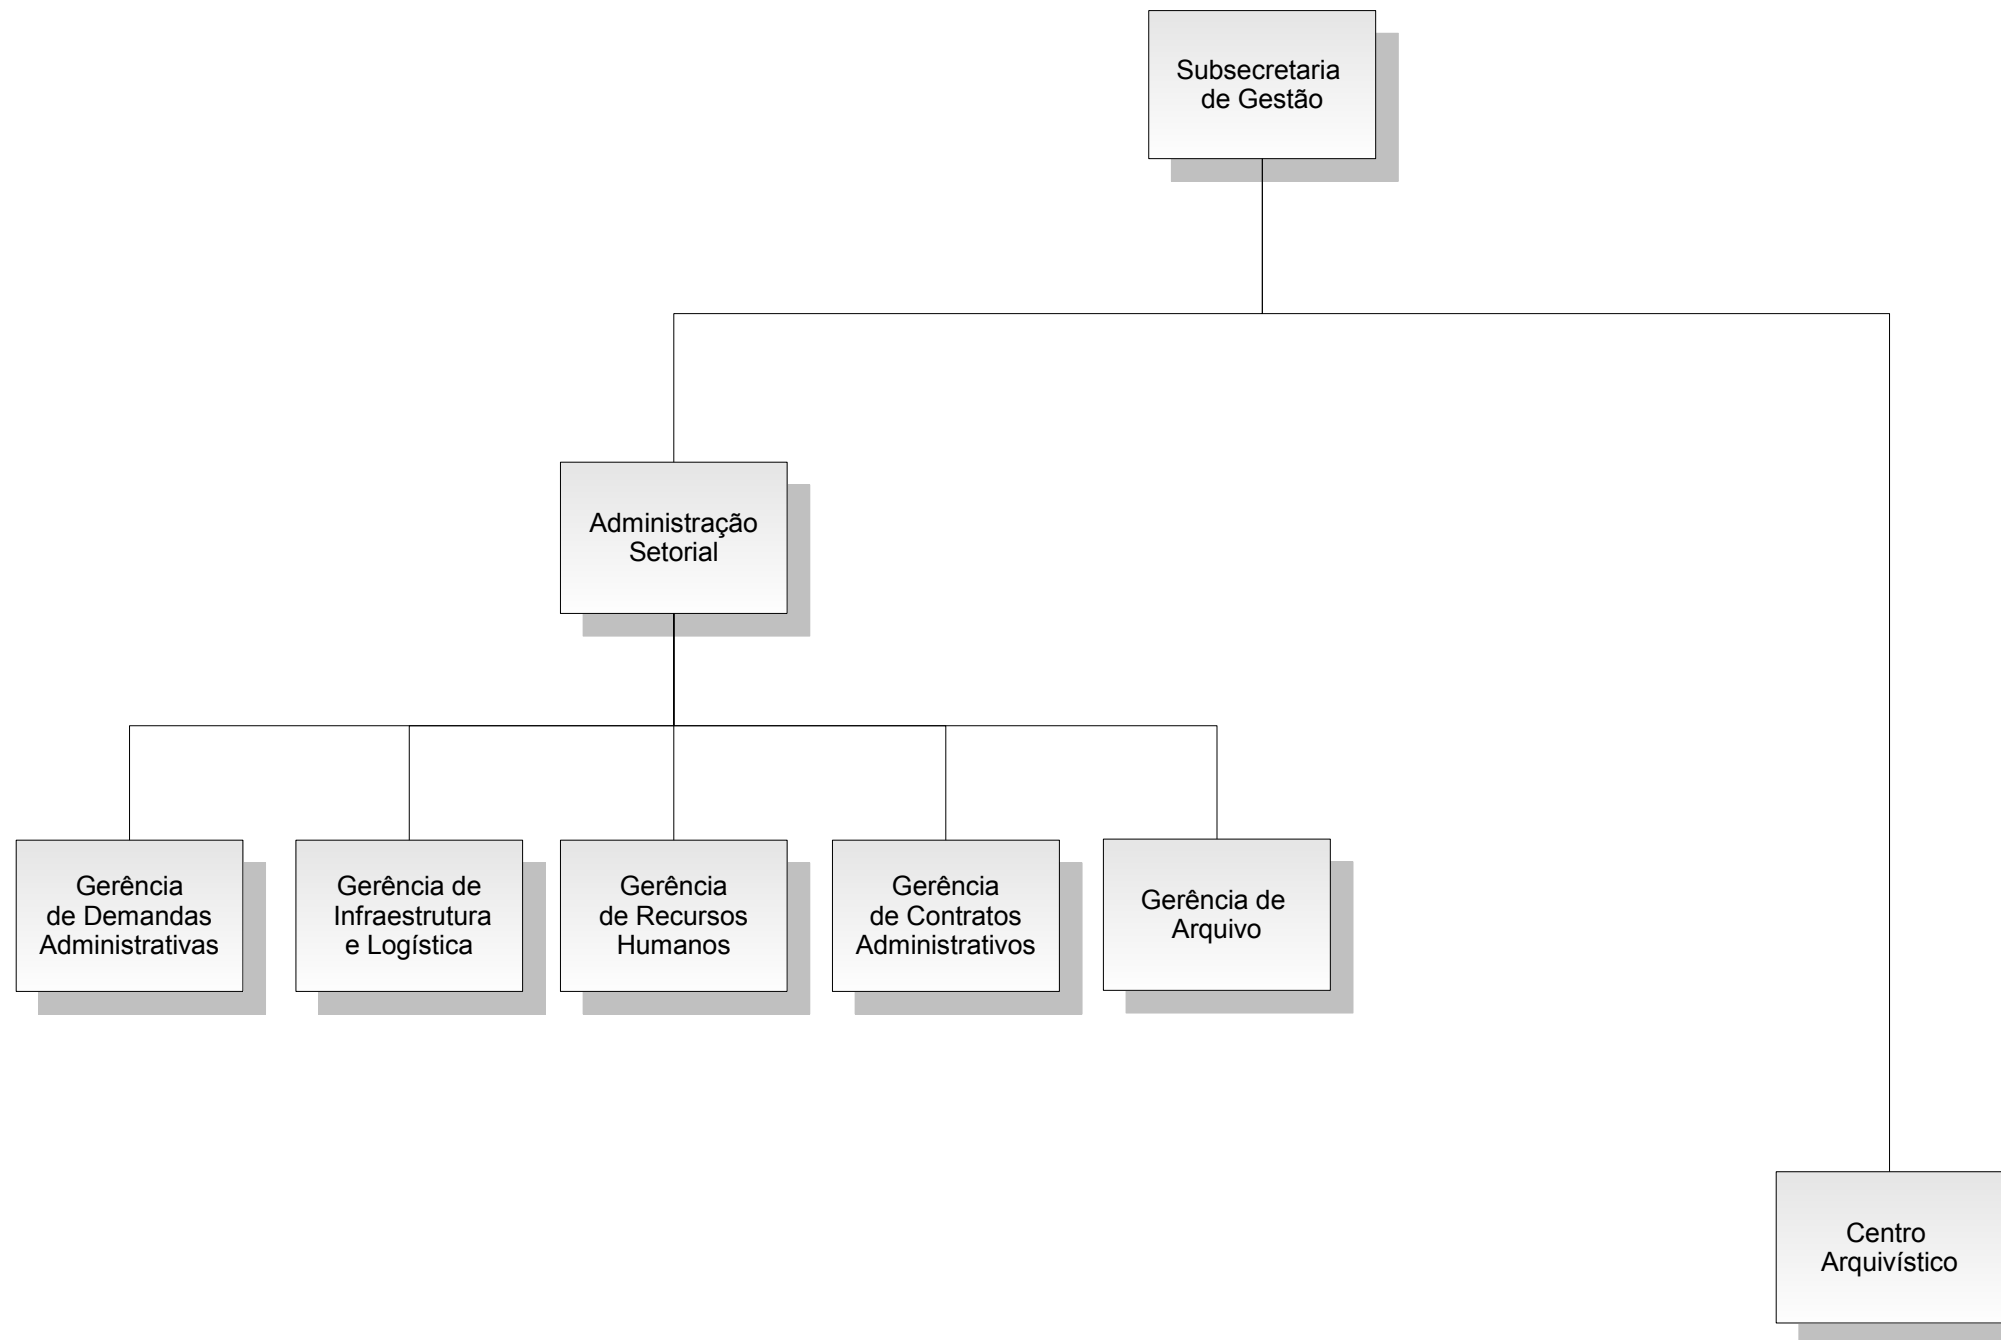 Subsecretaria
de Gestão
Administração
Setorial
Gerência
de Demandas
Administrativas
Gerência de
Infraestrutura
e Logística
Gerência
de Recursos
Humanos
Gerência
de Contratos
Administrativos
Gerência de
Arquivo
Centro
Arquivístico